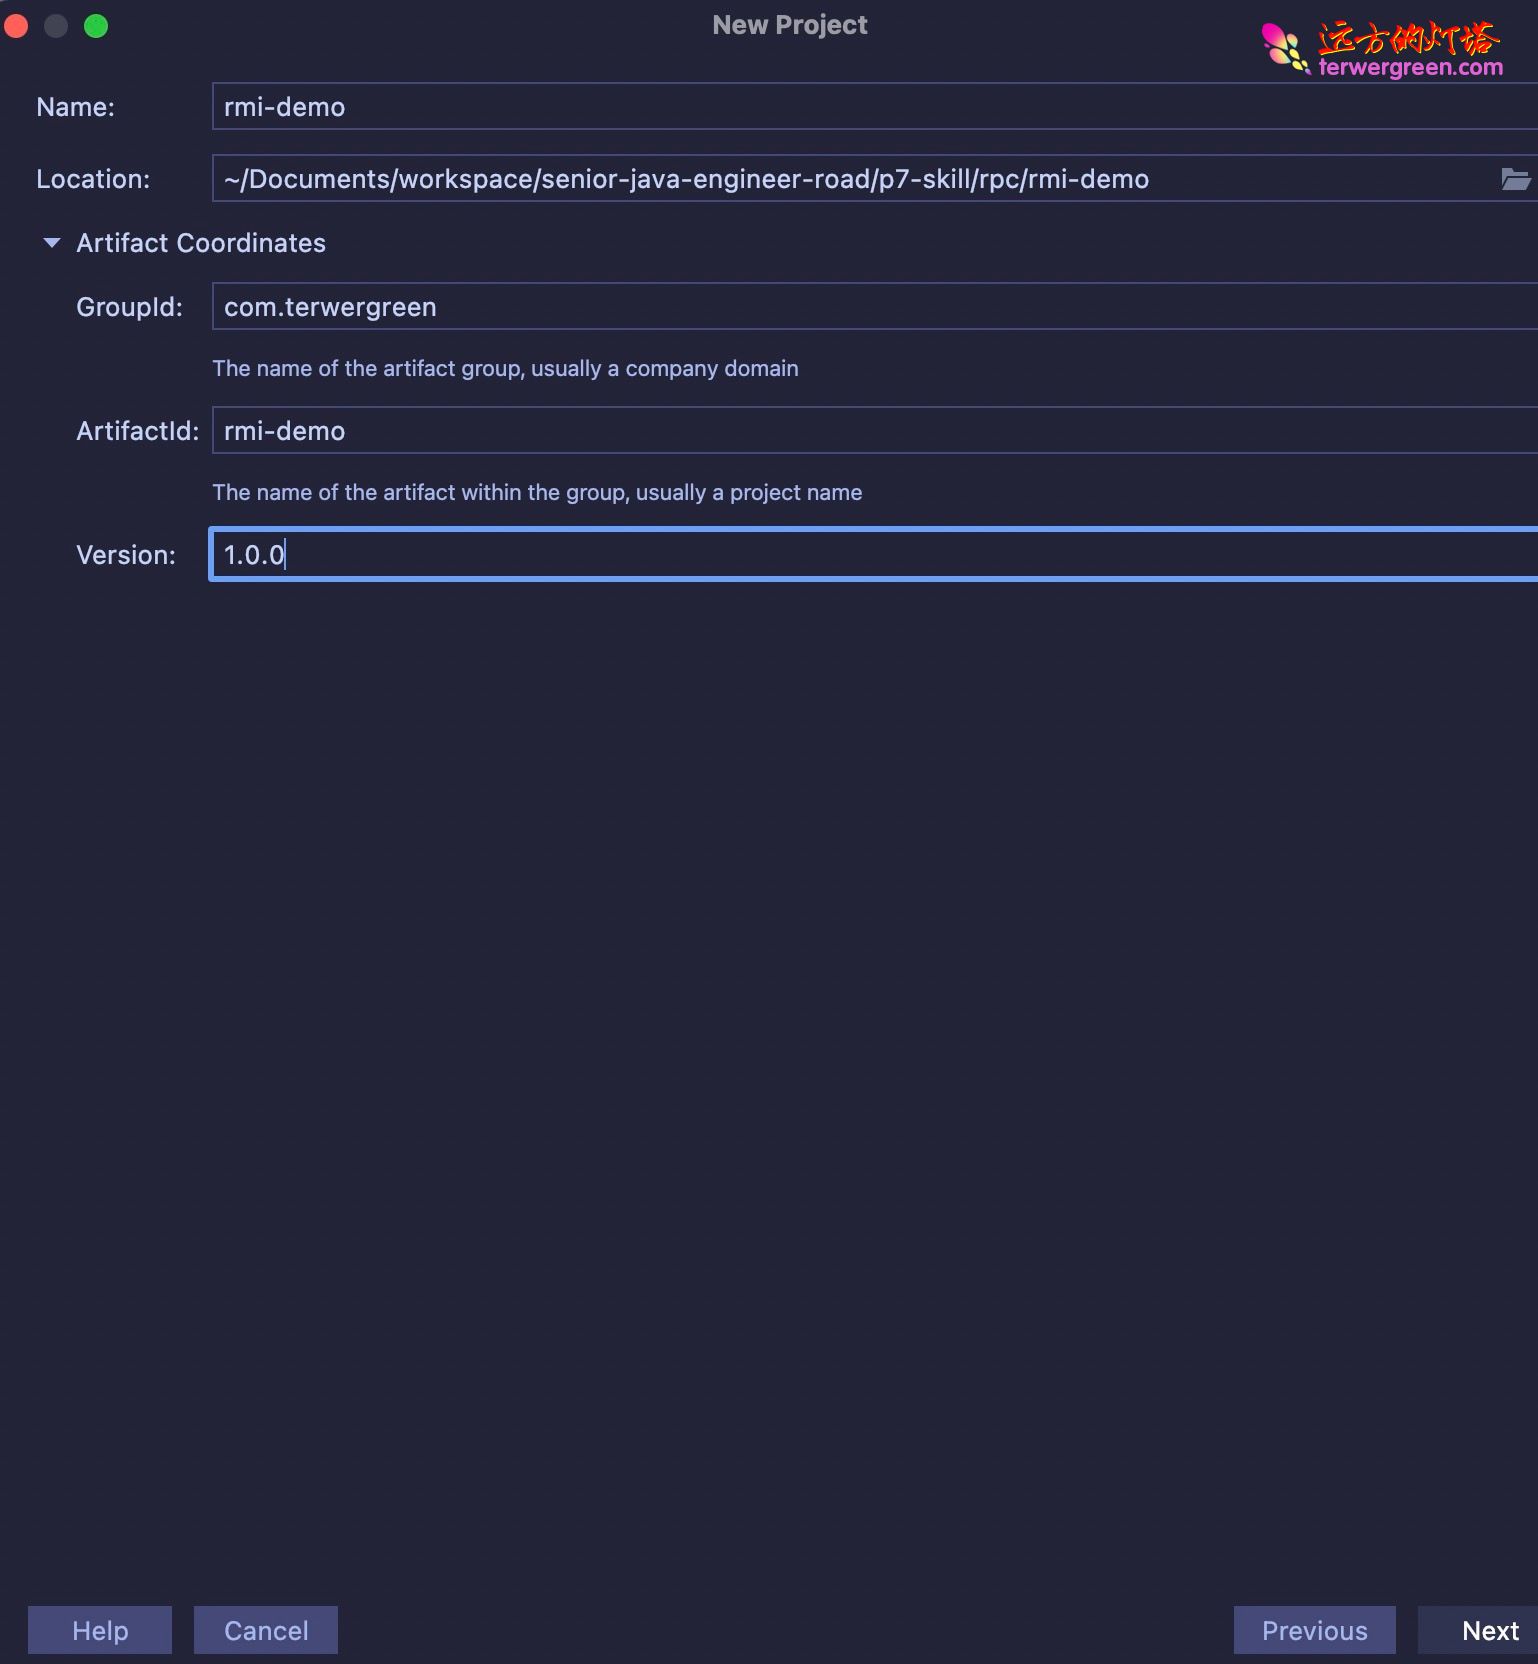 New Project
远方的灯塔
terwergreen.com
Name: rmi-demo
Location: ~/Documents/workspace/senior-java-engineer-road/p7-skill/rpc/rmi-demo
Artifact Coordinates
GroupId: com.terwergreen
The name of the artifact group, usually a company domain
ArtifactId: rmi-demo
The name of the artifact within the group, usually a project name
Version: 1.0.0
Help Cancel Previous Next